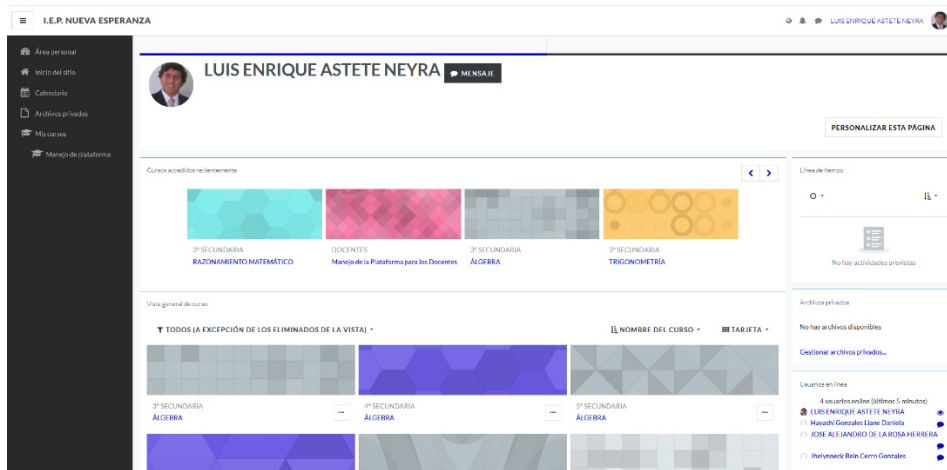 I.E.P. NUEVA ESPERANZA
LUIS ENRIQUE ASTETE NEYRA
Área personal
Inicio del sitio
Calendario
Archivos privados
Mis cursos
Manejo de plataforma
LUIS ENRIQUE ASTETE NEYRA
MENSAJE
PERSONALIZAR ESTA PÁGINA
Cursos accedidos recientemente
3° SECUNDARIA
RAZONAMIENTO MATEMÁTICO
DOCENTES
Manejo de la Plataforma para los Docentes
3° SECUNDARIA
ÁLGEBRA
3° SECUNDARIA
TRIGONOMETRÍA
Vista general de curso
TODOS (A EXCEPCIÓN DE LOS ELIMINADOS DE LA VISTA)
NOMBRE DEL CURSO
TARJETA
3° SECUNDARIA
ÁLGEBRA
4° SECUNDARIA
ÁLGEBRA
5° SECUNDARIA
ÁLGEBRA
Línea de tiempo
No hay actividades previstas
Archivos privados
No hay archivos disponibles
Gestionar archivos privados...
Usuarios en línea
4 usuarios online (últimos 5 minutos)
LUIS ENRIQUE ASTETE NEYRA
Hayashi Gonzales Liane Daniela
JOSE ALEJANDRO DE LA ROSA HERRERA
Jhelynneck Bein Cerrn Gonzales